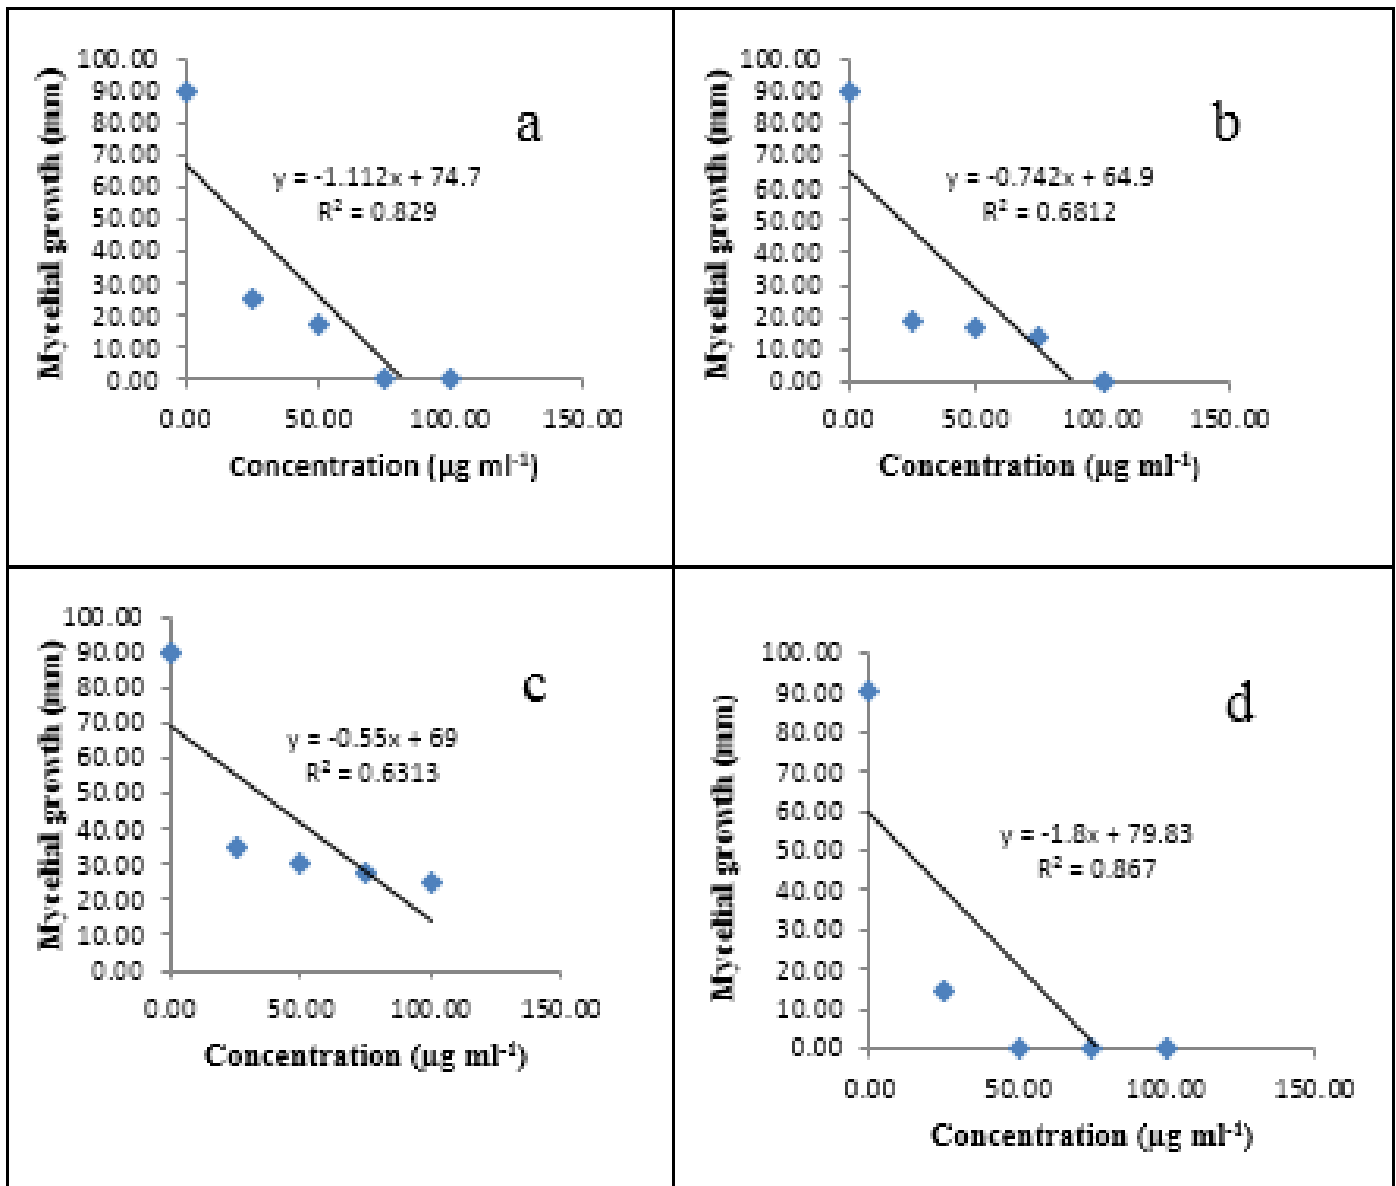 100.00
90.00
80.00
70.00
60.00
50.00
40.00
30.00
20.00
10.00
0.00
Mycelial growth (mm)
a
y = -1.112x + 74.7
R² = 0.829
0.00 50.00 100.00 150.00
Concentration (µg ml⁻¹)
100.00
90.00
80.00
70.00
60.00
50.00
40.00
30.00
20.00
10.00
0.00
Mycelial growth (mm)
b
y = -0.742x + 64.9
R² = 0.6812
0.00 50.00 100.00 150.00
Concentration (µg ml⁻¹)
100.00
90.00
80.00
70.00
60.00
50.00
40.00
30.00
20.00
10.00
0.00
Mycelial growth (mm)
c
y = -0.55x + 69
R² = 0.6313
0.00 50.00 100.00 150.00
Concentration (µg ml⁻¹)
100.00
90.00
80.00
70.00
60.00
50.00
40.00
30.00
20.00
10.00
0.00
Mycelial growth (mm)
d
y = -1.8x + 79.83
R² = 0.867
0.00 50.00 100.00 150.00
Concentration (µg ml⁻¹)